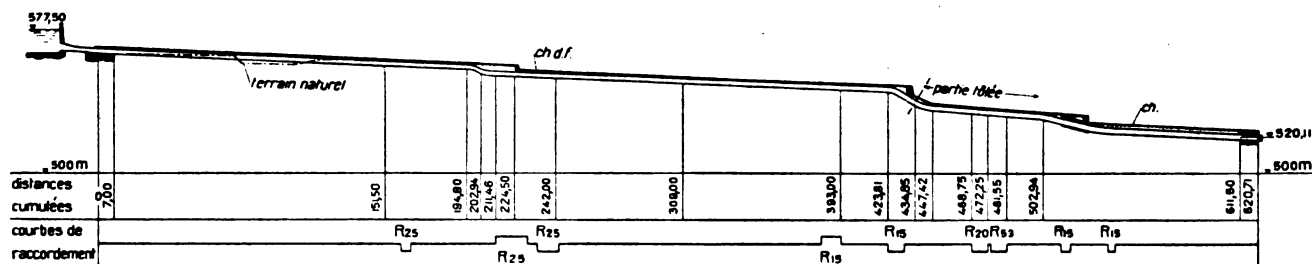 577,50
terrain naturel
ch d.f.
partie tôlée
ch.
520,11
500m
500m
distances cumulées
0
7,00
151,50
194,80
202,94
211,46
224,50
242,00
308,00
393,00
423,81
434,85
447,42
468,75
472,25
481,55
502,94
611,60
620,71
courbes de raccordement
R25
R25
R25
R15
R15
R20
R53
R15
R15